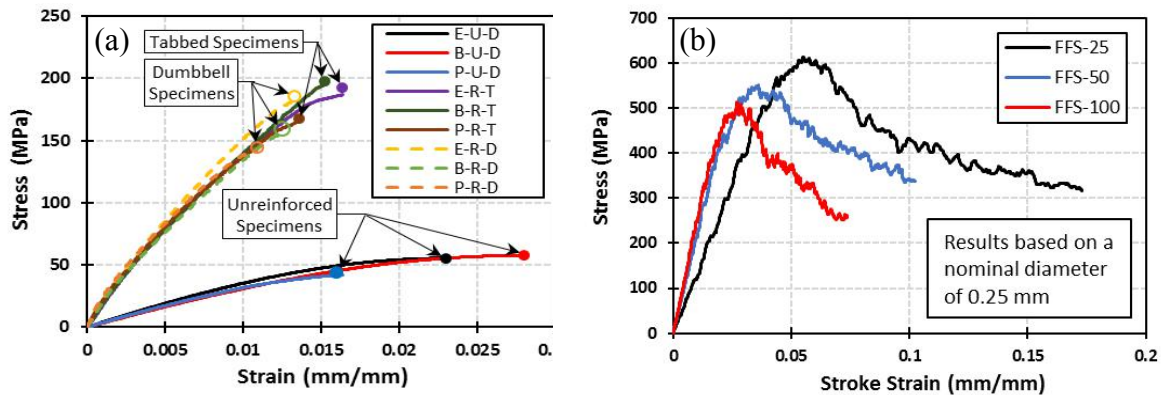 (a)
Stress (MPa)
250
200
150
100
50
0
0
0.005
0.01
0.015
0.02
0.025
0.
Strain (mm/mm)
Tabbed Specimens
Dumbbell
Specimens
Unreinforced
Specimens
E-U-D
B-U-D
P-U-D
E-R-T
B-R-T
P-R-T
E-R-D
B-R-D
P-R-D
(b)
Stress (MPa)
700
600
500
400
300
200
100
0
0
0.05
0.1
0.15
0.2
Stroke Strain (mm/mm)
FFS-25
FFS-50
FFS-100
Results based on a
nominal diameter
of 0.25 mm